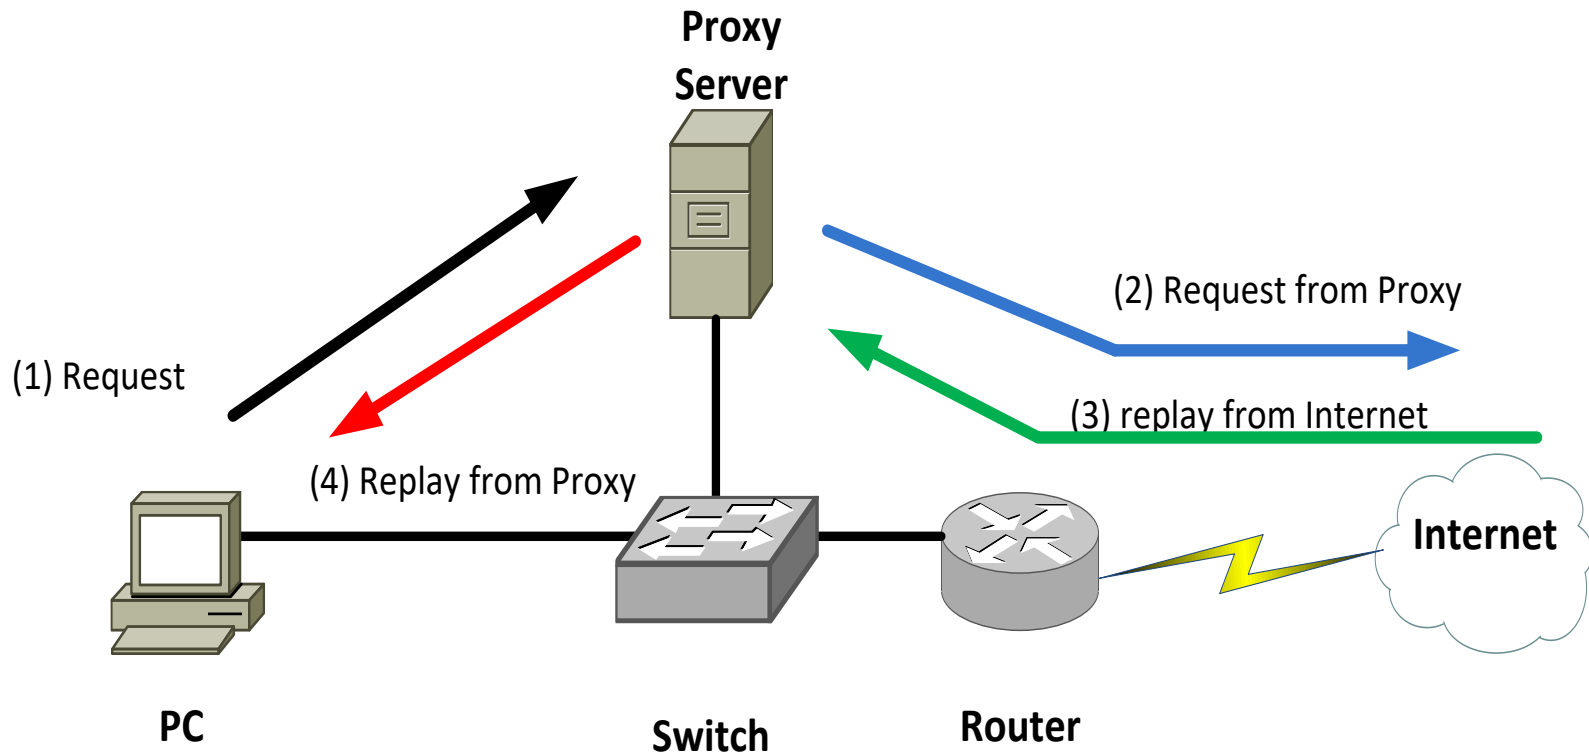 Proxy
Server
(2) Request from Proxy
(1) Request
(3) replay from Internet
(4) Replay from Proxy
Internet
PC
Switch
Router